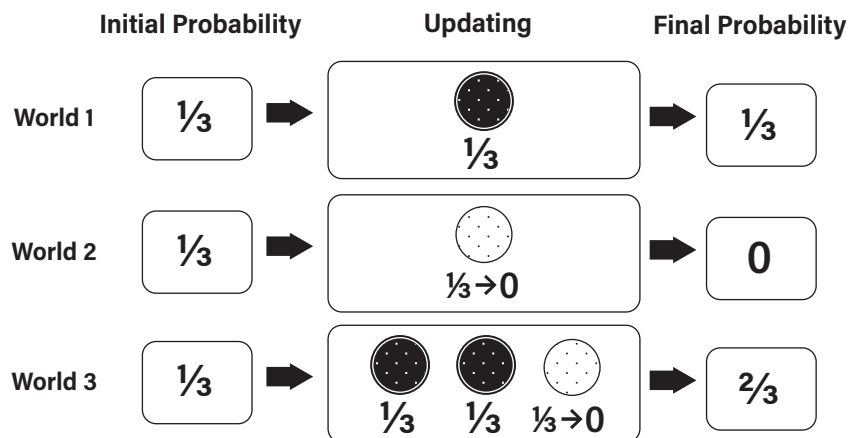 Initial Probability Updating Final Probability
World 1 ⅓ ⅓ ⅓
World 2 ⅓ ⅓→0 0
World 3 ⅓ ⅓ ⅓ ⅓→0 ⅔